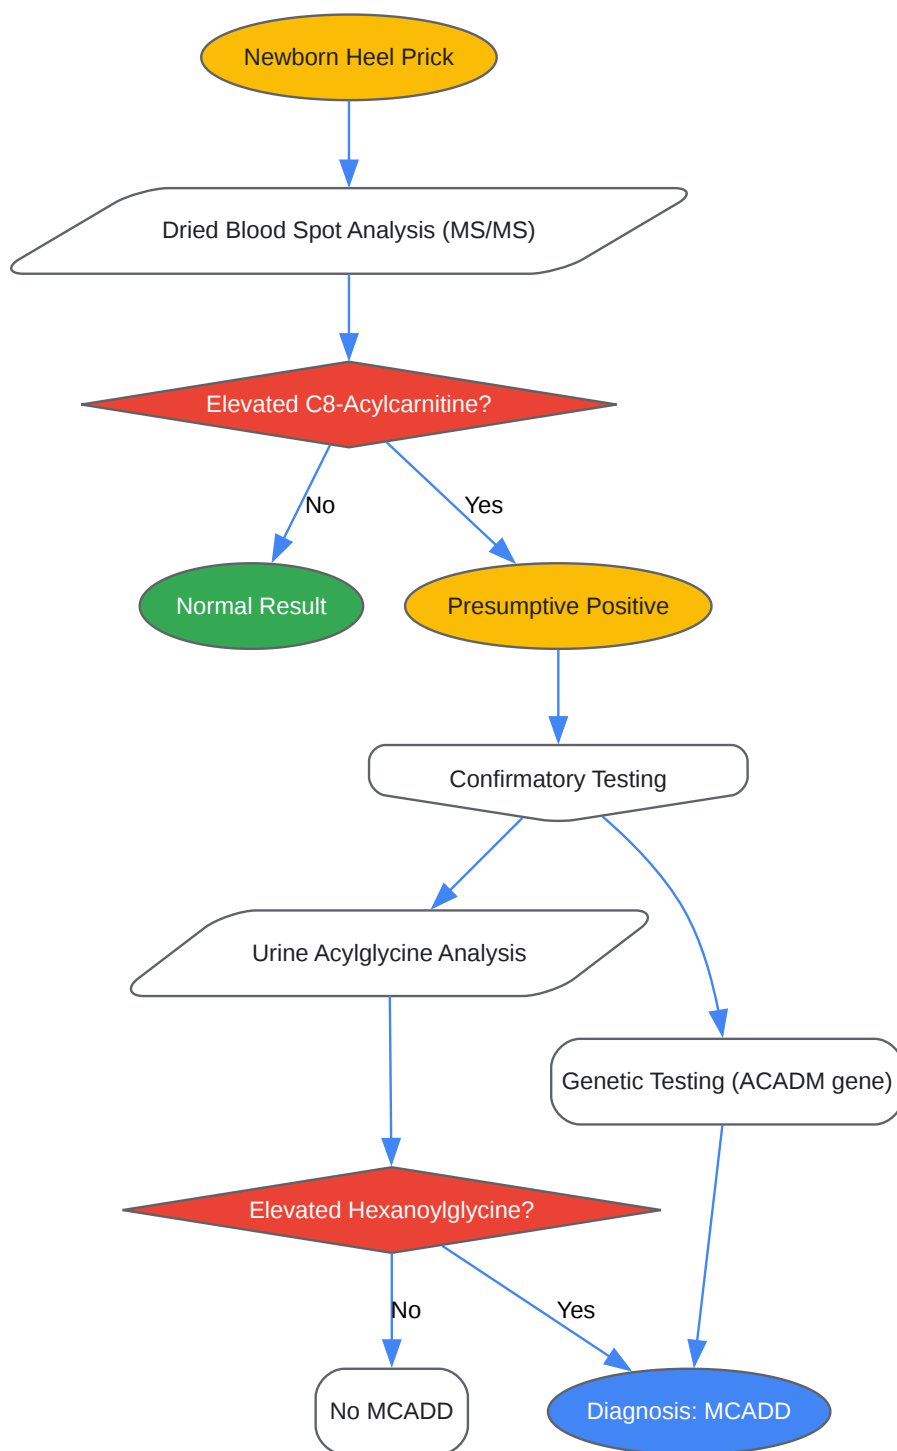 Newborn Heel Prick
Dried Blood Spot Analysis (MS/MS)
Elevated C8-Acylcarnitine?
No
Yes
Normal Result
Presumptive Positive
Confirmatory Testing
Urine Acylglycine Analysis
Genetic Testing (ACADM gene)
Elevated Hexanoylglycine?
No
Yes
No MCADD
Diagnosis: MCADD